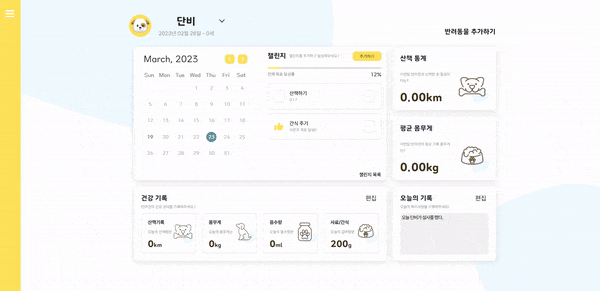 단비
2023년 02월 28일 - 0세
반려동물 추가하기
March, 2023
Sun Mon Tue Wed Thu Fri Sat
1 2 3 4
5 6 7 8 9 10 11
12 13 14 15 16 17 18
19 20 21 22 23 24 25
26 27 28 29 30 31
챌린지
추가하기
전체 목표 달성률 12%
산책하기
0 / 7
간식 주기
챌린지 목록
산책 통계
0.00km
평균 몸무게
0.00kg
건강 기록 편집
산책기록
0km
몸무게
0kg
음수량
0ml
사료/간식
200g
오늘의 기록 편집
오늘 단비가 설사를 했다.